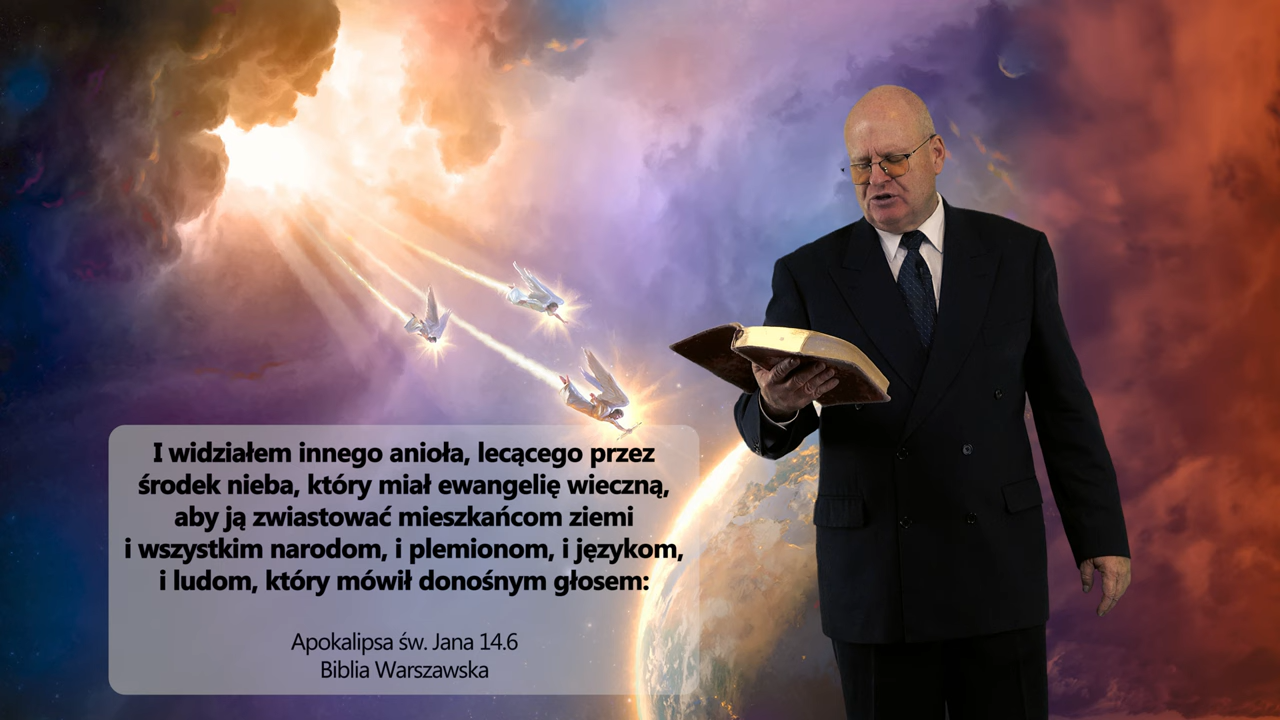 I widziałem innego anioła, lecącego przez
środek nieba, który miał ewangelię wieczną,
aby ją zwiastować mieszkańcom ziemi
i wszystkim narodom, i plemionom, i językom,
i ludom, który mówił donośnym głosem:
Apokalipsa św. Jana 14.6
Biblia Warszawska